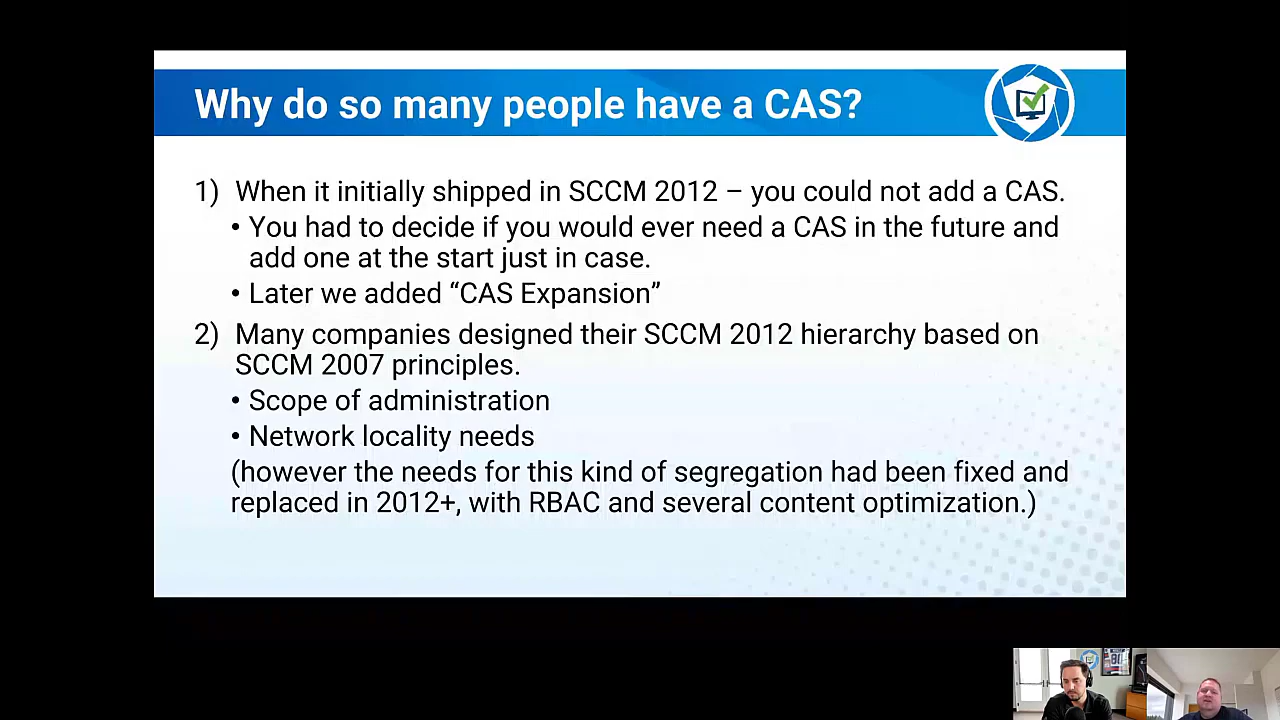 Why do so many people have a CAS?
1) When it initially shipped in SCCM 2012 – you could not add a CAS.
• You had to decide if you would ever need a CAS in the future and
add one at the start just in case.
• Later we added “CAS Expansion”
2) Many companies designed their SCCM 2012 hierarchy based on
SCCM 2007 principles.
• Scope of administration
• Network locality needs
(however the needs for this kind of segregation had been fixed and
replaced in 2012+, with RBAC and several content optimization.)